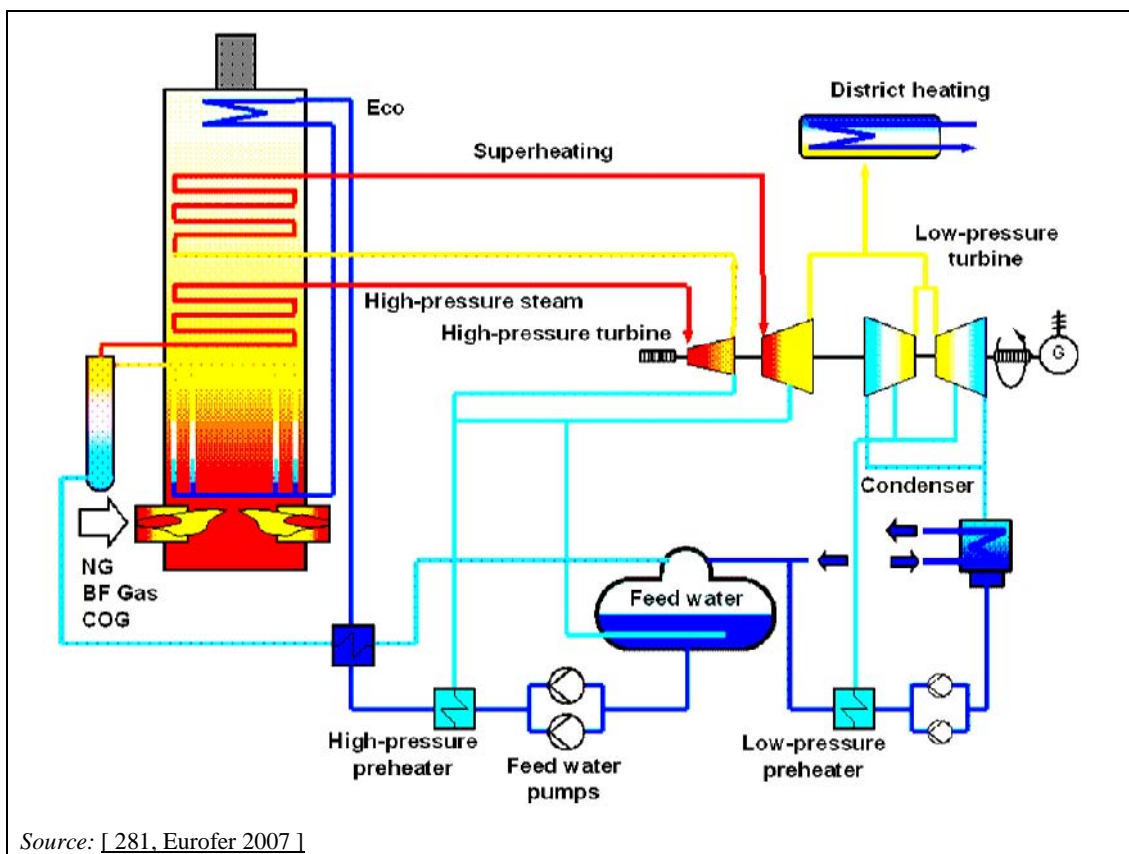 Eco
District heating
Superheating
Low-pressure
turbine
High-pressure steam
High-pressure turbine
G
Condenser
NG
BF Gas
COG
Feed water
High-pressure
preheater
Feed water
pumps
Low-pressure
preheater
Source: [ 281, Eurofer 2007 ]